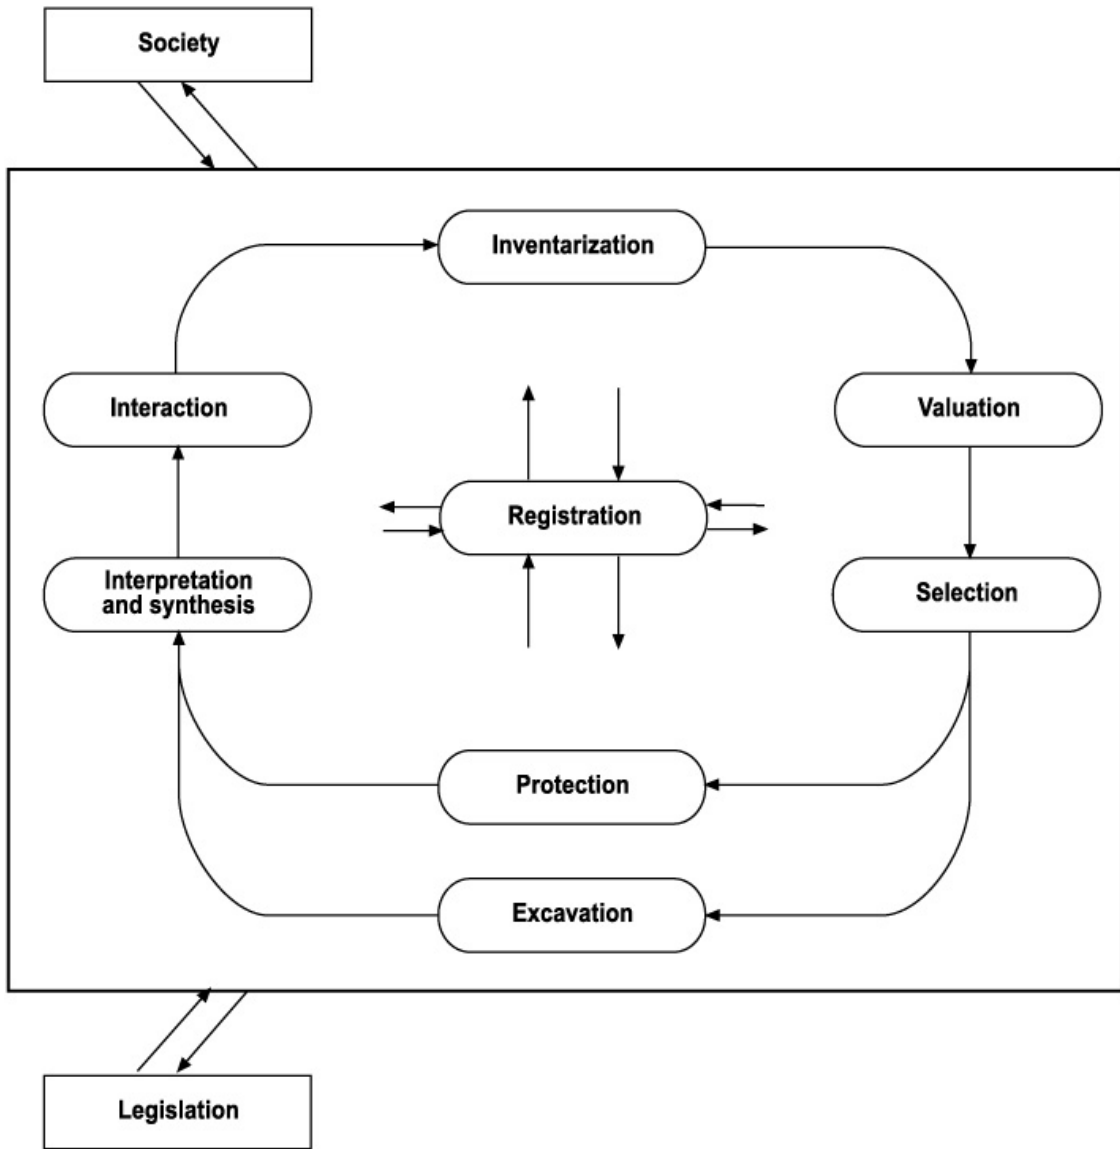 Society
Inventarization
Interaction
Valuation
Registration
Interpretation
and synthesis
Selection
Protection
Excavation
Legislation